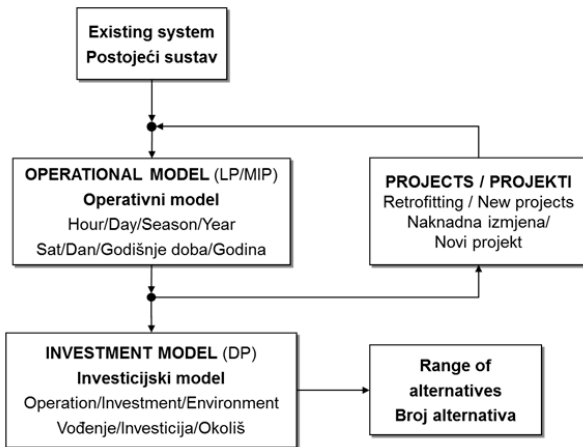 Existing system
Postojeći sustav
OPERATIONAL MODEL (LP/MIP)
Operativni model
Hour/Day/Season/Year
Sat/Dan/Godišnje doba/Godina
PROJECTS / PROJEKTI
Retrofitting / New projects
Naknadna izmjena/
Novi projekt
INVESTMENT MODEL (DP)
Investicijski model
Operation/Investment/Environment
Vođenje/Investicija/Okoliš
Range of
alternatives
Broj alternativa